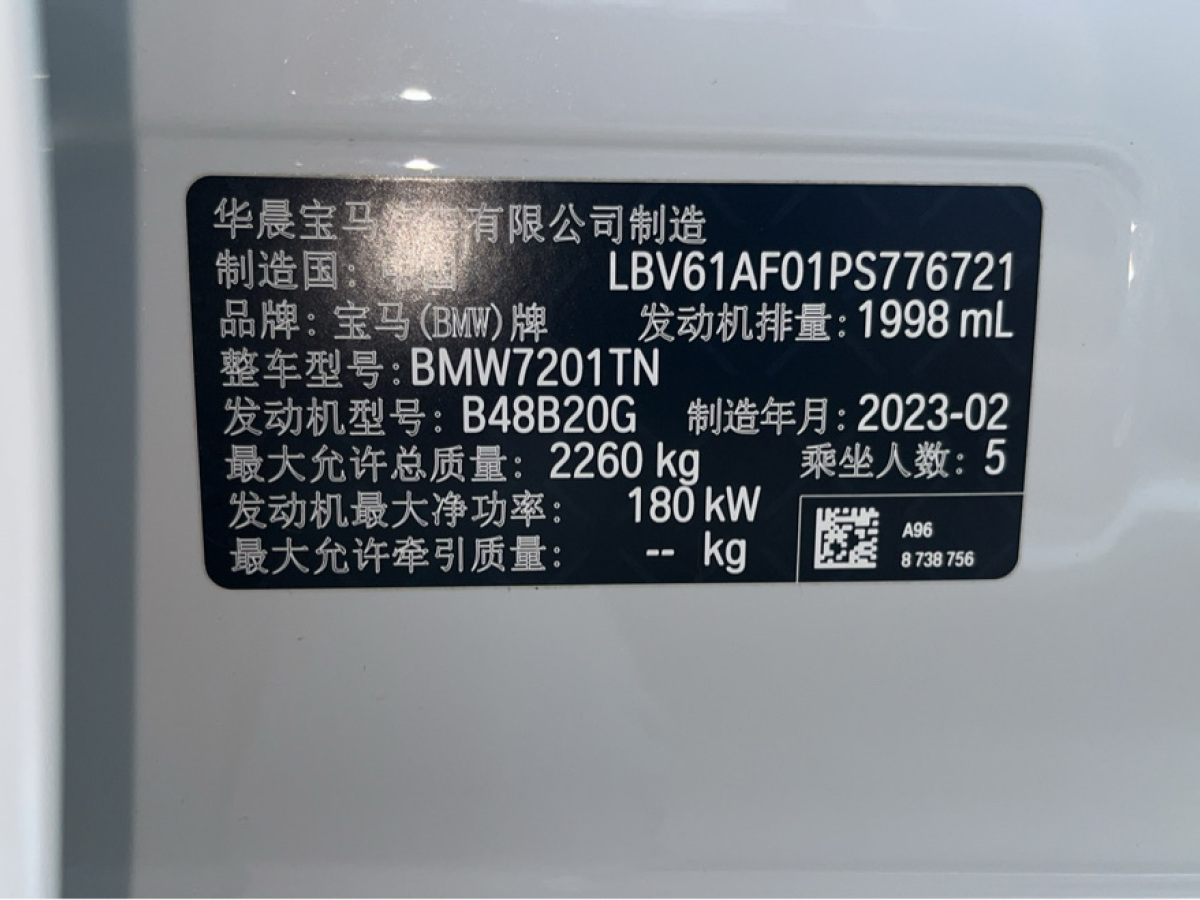 华晨宝马汽车有限公司制造
制造国：中国 LBV61AF01PS776721
品牌：宝马(BMW)牌 发动机排量：1998 mL
整车型号：BMW7201TN
发动机型号：B48B20G 制造年月：2023-02
最大允许总质量：2260 kg 乘坐人数：5
发动机最大净功率：180 kW
最大允许牵引质量：-- kg
A96
8 738 756